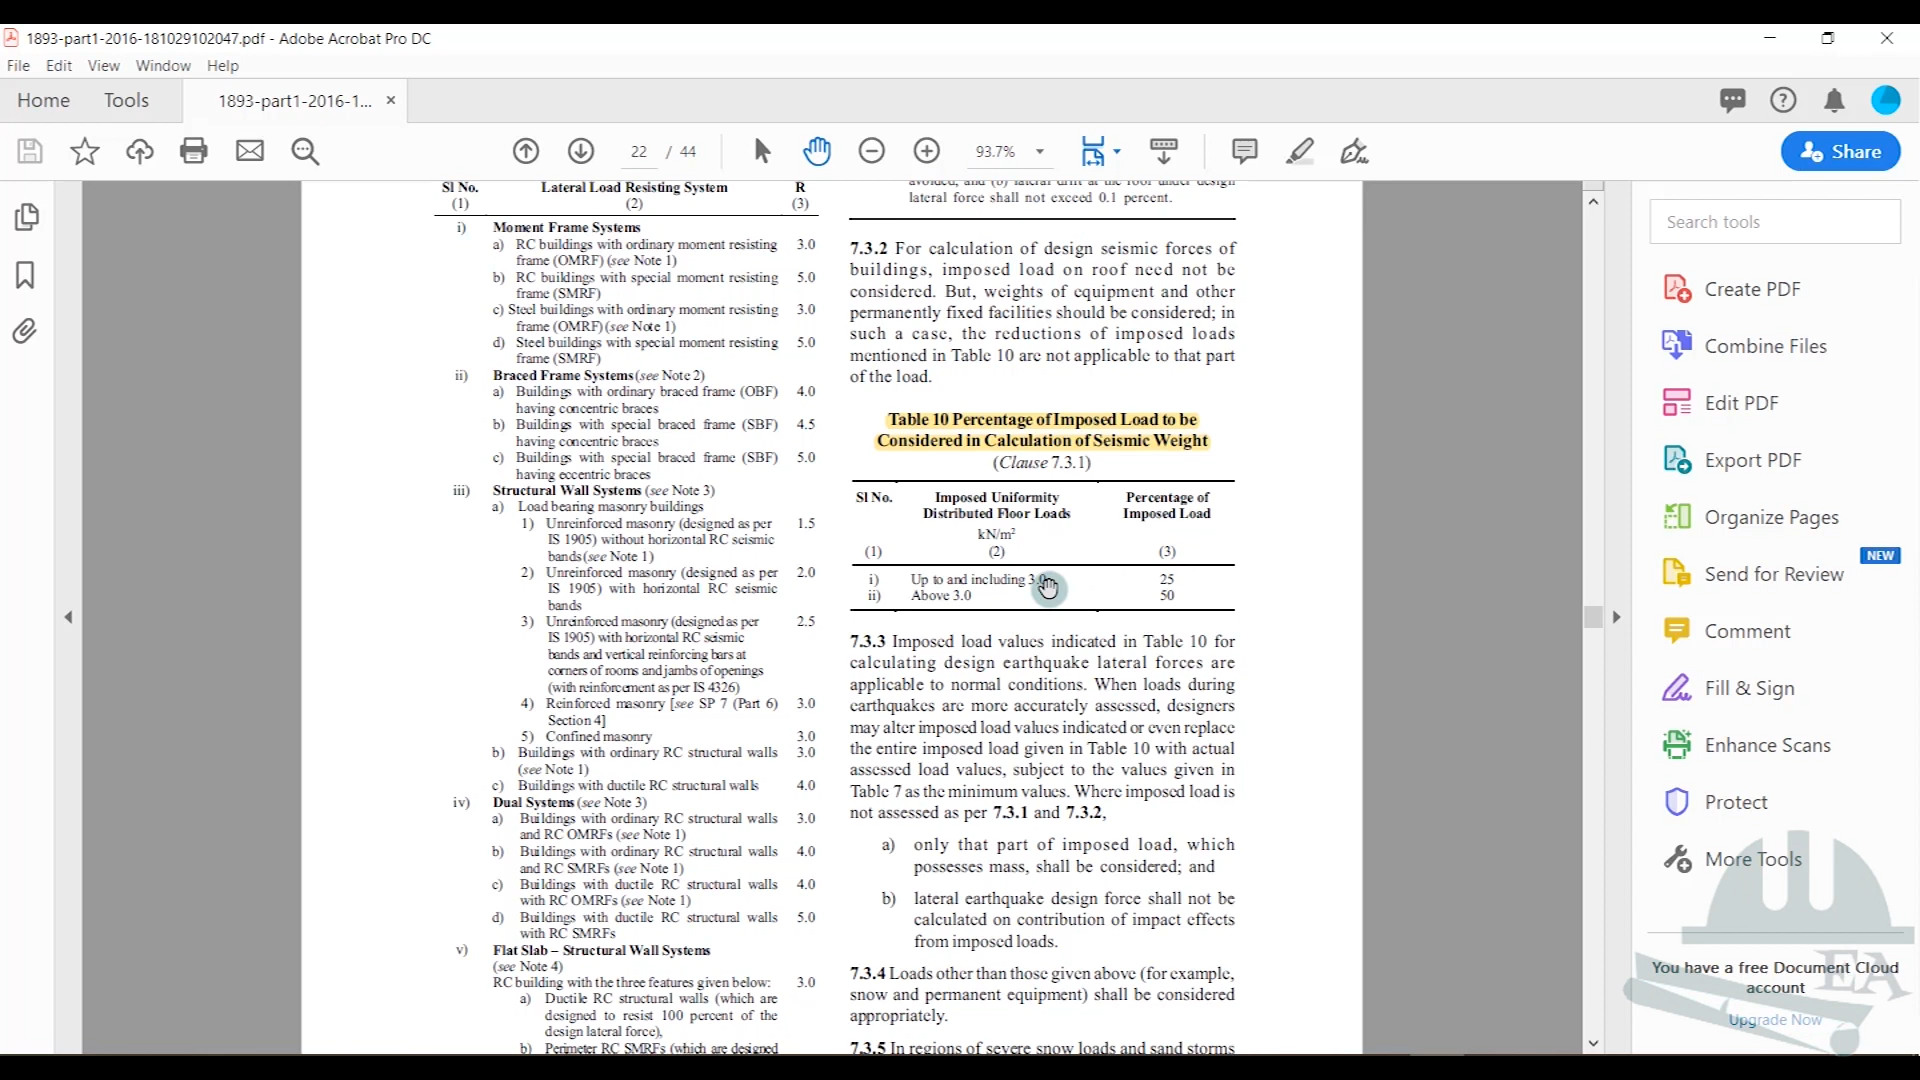 1893-part1-2016-181029102047.pdf - Adobe Acrobat Pro DC
File Edit View Window Help
Home Tools 1893-part1-2016-1... ×
22 / 44 93.7% Share
Sl No. Lateral Load Resisting System R
(1) (2) (3)
i) Moment Frame Systems
a) RC buildings with ordinary moment resisting 3.0
frame (OMRF) (see Note 1)
b) RC buildings with special moment resisting 5.0
frame (SMRF)
c) Steel buildings with ordinary moment resisting 3.0
frame (OMRF) (see Note 1)
d) Steel buildings with special moment resisting 5.0
frame (SMRF)
ii) Braced Frame Systems (see Note 2)
a) Buildings with ordinary braced frame (OBF) 4.0
having concentric braces
b) Buildings with special braced frame (SBF) 4.5
having concentric braces
c) Buildings with special braced frame (SBF) 5.0
having eccentric braces
iii) Structural Wall Systems (see Note 3)
a) Load bearing masonry buildings
1) Unreinforced masonry (designed as per 1.5
IS 1905) without horizontal RC seismic
bands (see Note 1)
2) Unreinforced masonry (designed as per 2.0
IS 1905) with horizontal RC seismic
bands
3) Unreinforced masonry (designed as per 2.5
IS 1905) with horizontal RC seismic
bands and vertical reinforcing bars at
corners of rooms and jambs of openings
(with reinforcement as per IS 4326)
4) Reinforced masonry [see SP 7 (Part 6) 3.0
Section 4]
5) Confined masonry 3.0
b) Buildings with ordinary RC structural walls 3.0
(see Note 1)
c) Buildings with ductile RC structural walls 4.0
iv) Dual Systems (see Note 3)
a) Buildings with ordinary RC structural walls 3.0
and RC OMRFs (see Note 1)
b) Buildings with ordinary RC structural walls 4.0
and RC SMRFs (see Note 1)
c) Buildings with ductile RC structural walls 4.0
with RC OMRFs (see Note 1)
d) Buildings with ductile RC structural walls 5.0
with RC SMRFs
v) Flat Slab – Structural Wall Systems
(see Note 4)
RC building with the three features given below: 3.0
a) Ductile RC structural walls (which are
designed to resist 100 percent of the
design lateral force),
b) Perimeter RC SMRFs (which are designed
avoided, and (b) lateral drift at the roof under design
lateral force shall not exceed 0.1 percent.
7.3.2 For calculation of design seismic forces of
buildings, imposed load on roof need not be
considered. But, weights of equipment and other
permanently fixed facilities should be considered; in
such a case, the reductions of imposed loads
mentioned in Table 10 are not applicable to that part
of the load.
Table 10 Percentage of Imposed Load to be
Considered in Calculation of Seismic Weight
(Clause 7.3.1)
Sl No. Imposed Uniformity Percentage of
Distributed Floor Loads Imposed Load
kN/m²
(1) (2) (3)
i) Up to and including 3.0 25
ii) Above 3.0 50
7.3.3 Imposed load values indicated in Table 10 for
calculating design earthquake lateral forces are
applicable to normal conditions. When loads during
earthquakes are more accurately assessed, designers
may alter imposed load values indicated or even replace
the entire imposed load given in Table 10 with actual
assessed load values, subject to the values given in
Table 7 as the minimum values. Where imposed load is
not assessed as per 7.3.1 and 7.3.2,
a) only that part of imposed load, which
possesses mass, shall be considered; and
b) lateral earthquake design force shall not be
calculated on contribution of impact effects
from imposed loads.
7.3.4 Loads other than those given above (for example,
snow and permanent equipment) shall be considered
appropriately.
7.3.5 In regions of severe snow loads and sand storms
Search tools
Create PDF
Combine Files
Edit PDF
Export PDF
Organize Pages
NEW
Send for Review
Comment
Fill & Sign
Enhance Scans
Protect
More Tools
You have a free Document Cloud
account
Upgrade Now
EA